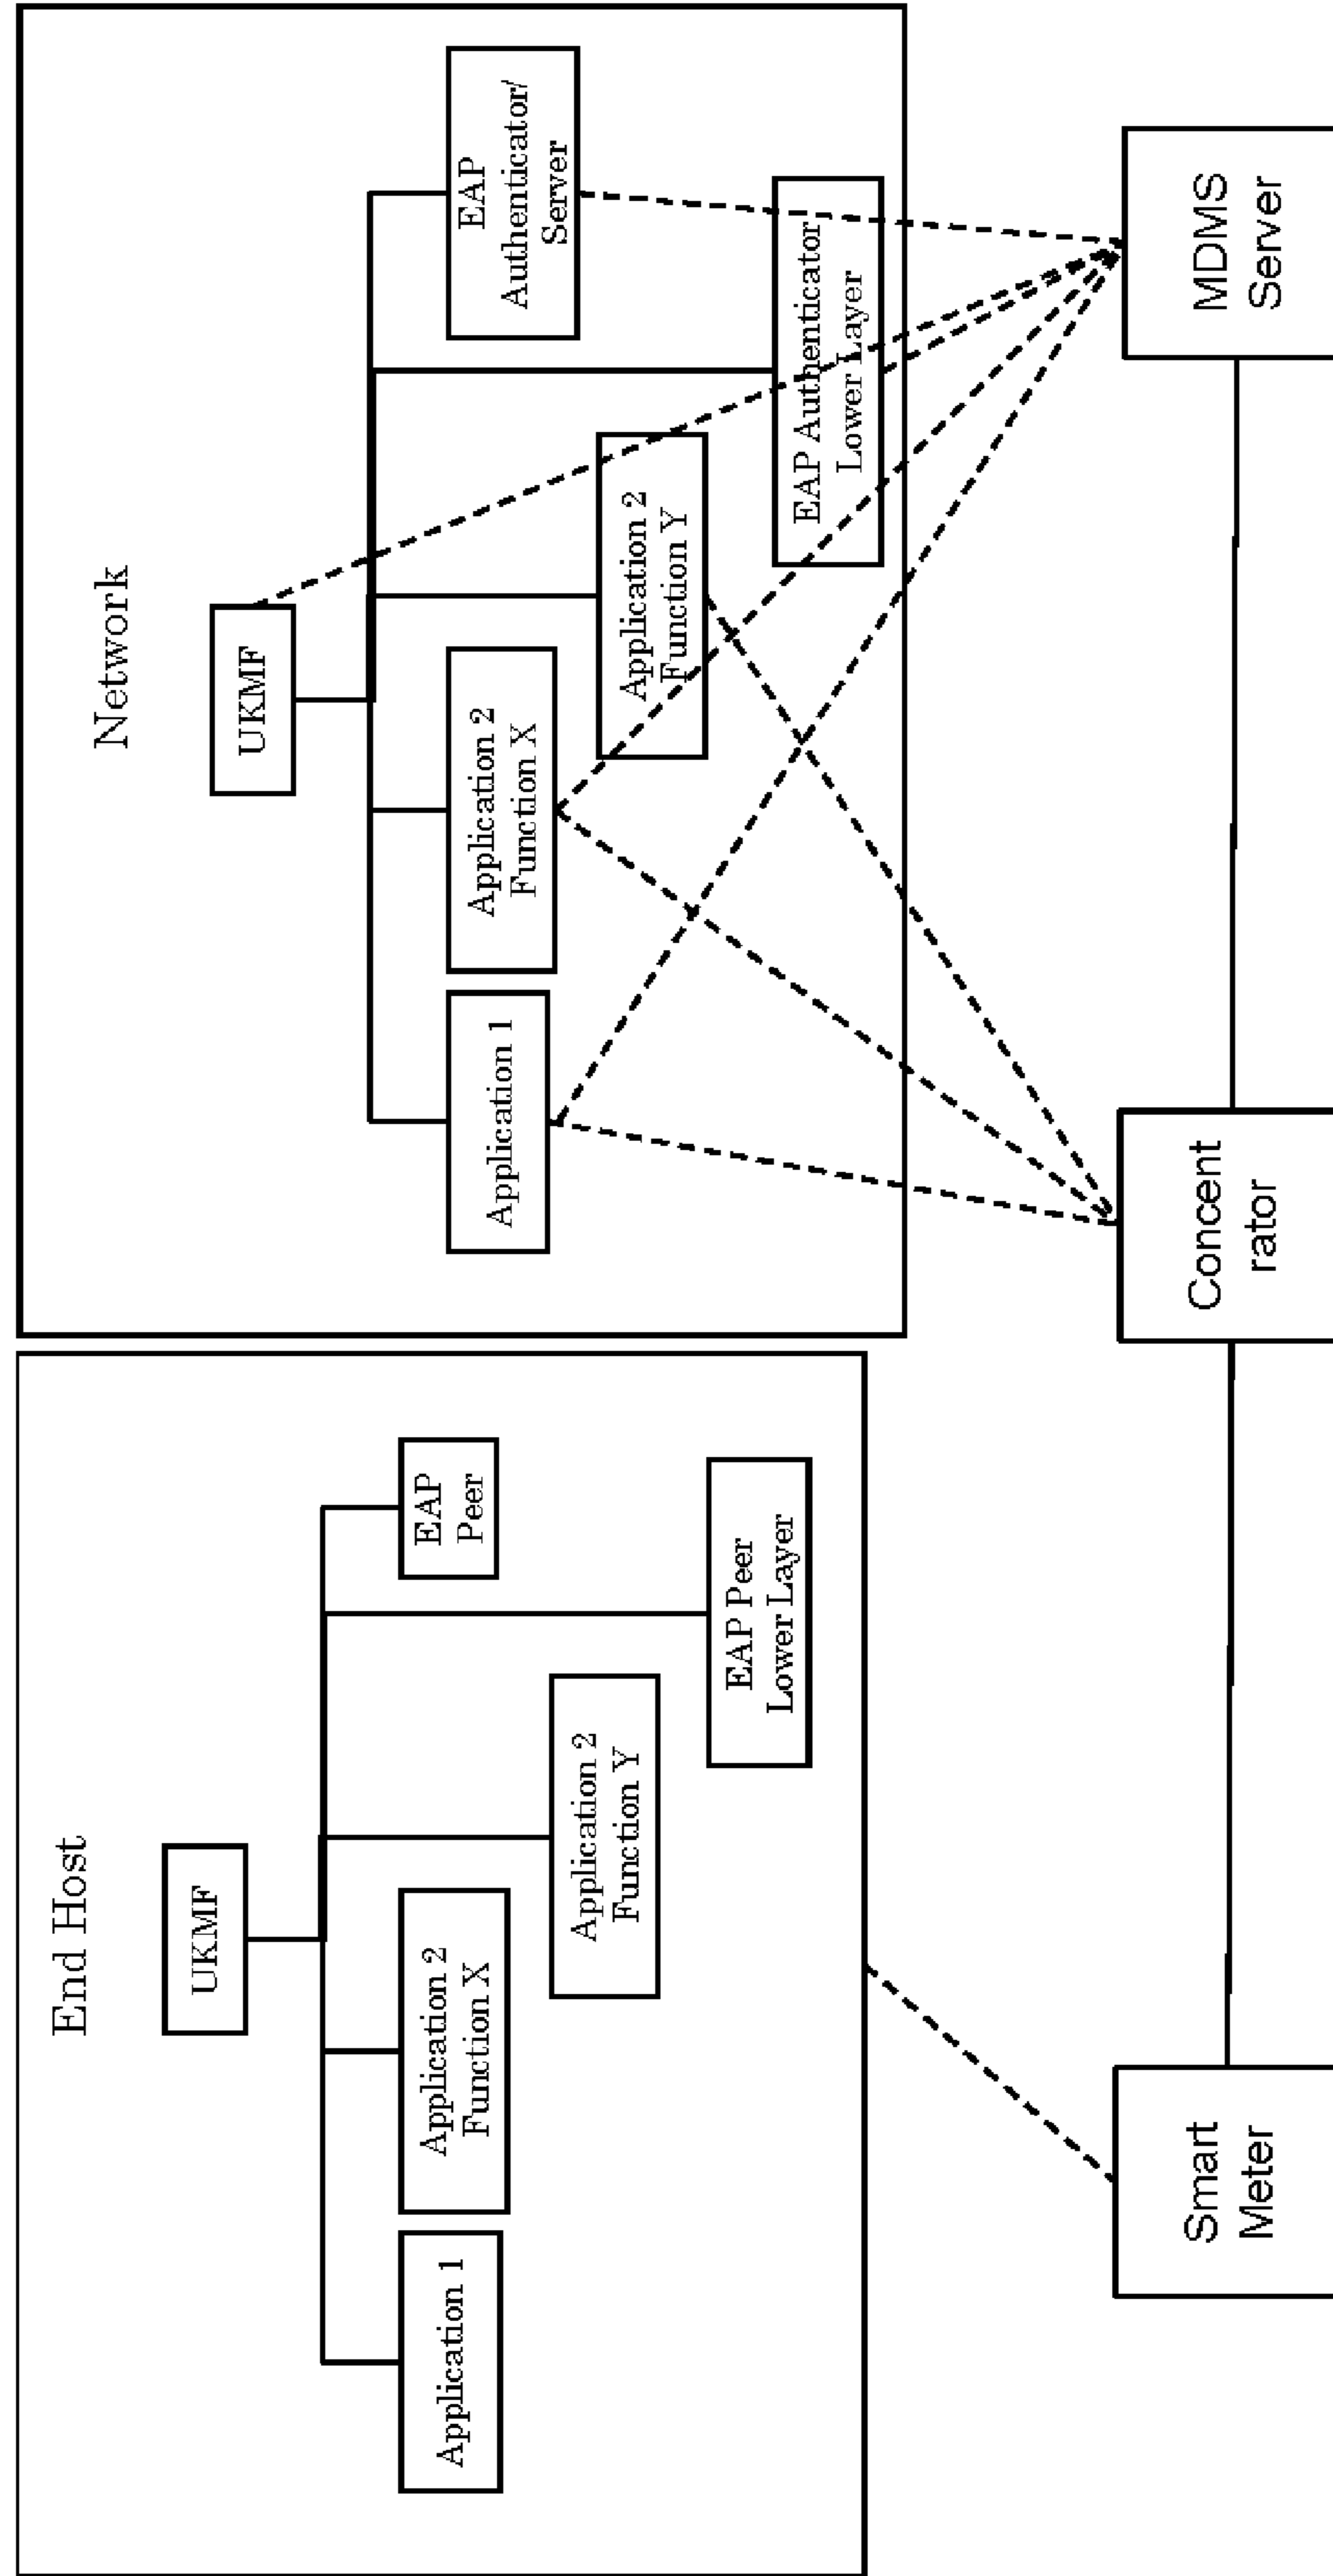 End Host
UKMF
Application 1
Application 2
Function X
Application 2
Function Y
EAP Peer
Lower Layer
EAP
Peer
Network
UKMF
Application 1
Application 2
Function X
Application 2
Function Y
EAP Authenticator
Lower Layer
EAP
Authenticator/
Server
Smart
Meter
Concent
rator
MDMS
Server